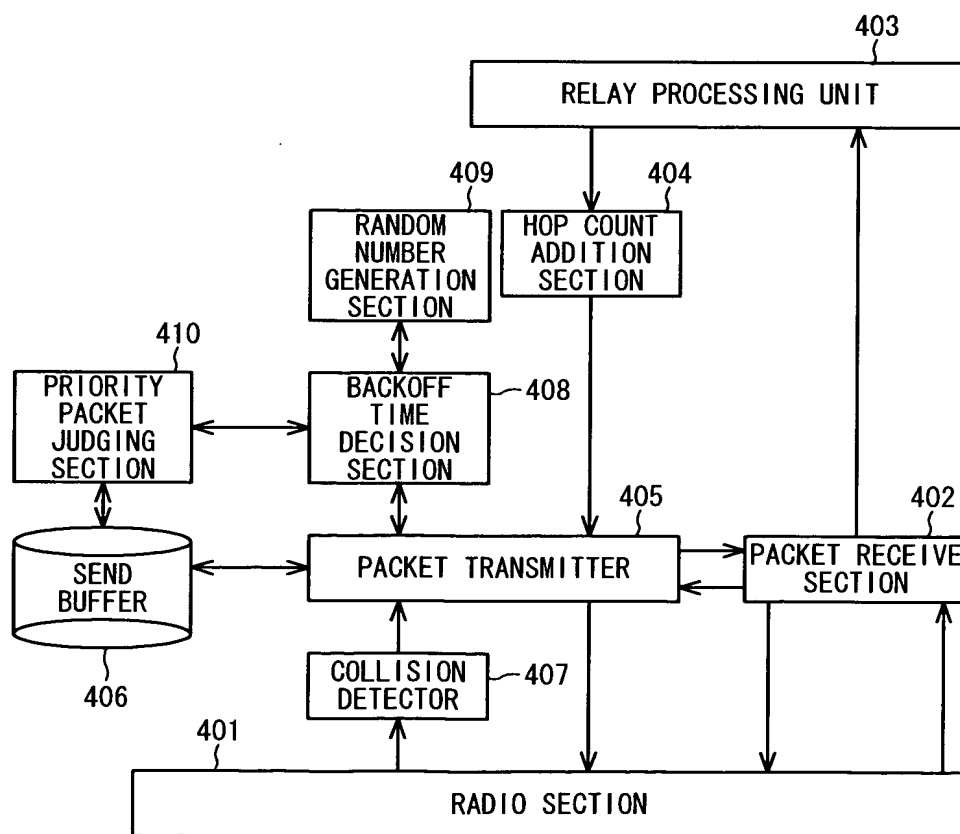 403
RELAY PROCESSING UNIT
409
404
RANDOM
NUMBER
GENERATION
SECTION
HOP COUNT
ADDITION
SECTION
410
PRIORITY
PACKET
JUDGING
SECTION
BACKOFF
TIME
DECISION
SECTION
408
405
402
SEND
BUFFER
PACKET TRANSMITTER
PACKET RECEIVE
SECTION
406
COLLISION
DETECTOR
407
401
RADIO SECTION